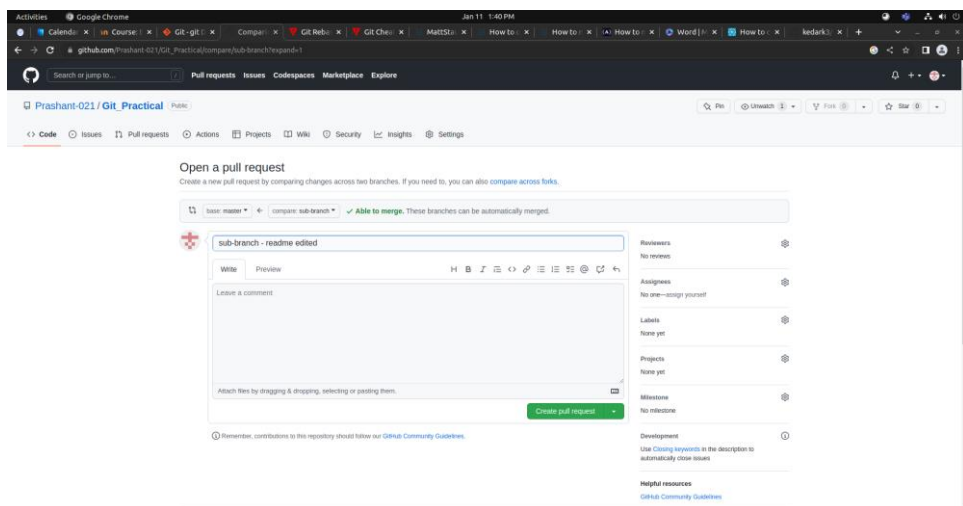 Activities Google Chrome Jan 11 1:40 PM
Calenda Course: Git - git Compari Git Reba Git Chea MattSta How to How to How to Word How to c kedark
github.com/Prashant-021/Git_Practical/compare/sub-branch?expand=1
Search or jump to... / Pull requests Issues Codespaces Marketplace Explore
Prashant-021 / Git_Practical Public Pin Unwatch 1 Fork 0 Star 0
<> Code Issues Pull requests Actions Projects Wiki Security Insights Settings
Open a pull request
Create a new pull request by comparing changes across two branches. If you need to, you can also compare across forks.
base: master compare: sub-branch Able to merge. These branches can be automatically merged.
sub-branch - readme edited
Write Preview H B I
Leave a comment
Attach files by dragging & dropping, selecting or pasting them.
Create pull request
Remember, contributions to this repository should follow our GitHub Community Guidelines.
Reviewers
No reviews
Assignees
No one—assign yourself
Labels
None yet
Projects
None yet
Milestone
No milestone
Development
Use Closing keywords in the description to
automatically close issues
Helpful resources
GitHub Community Guidelines